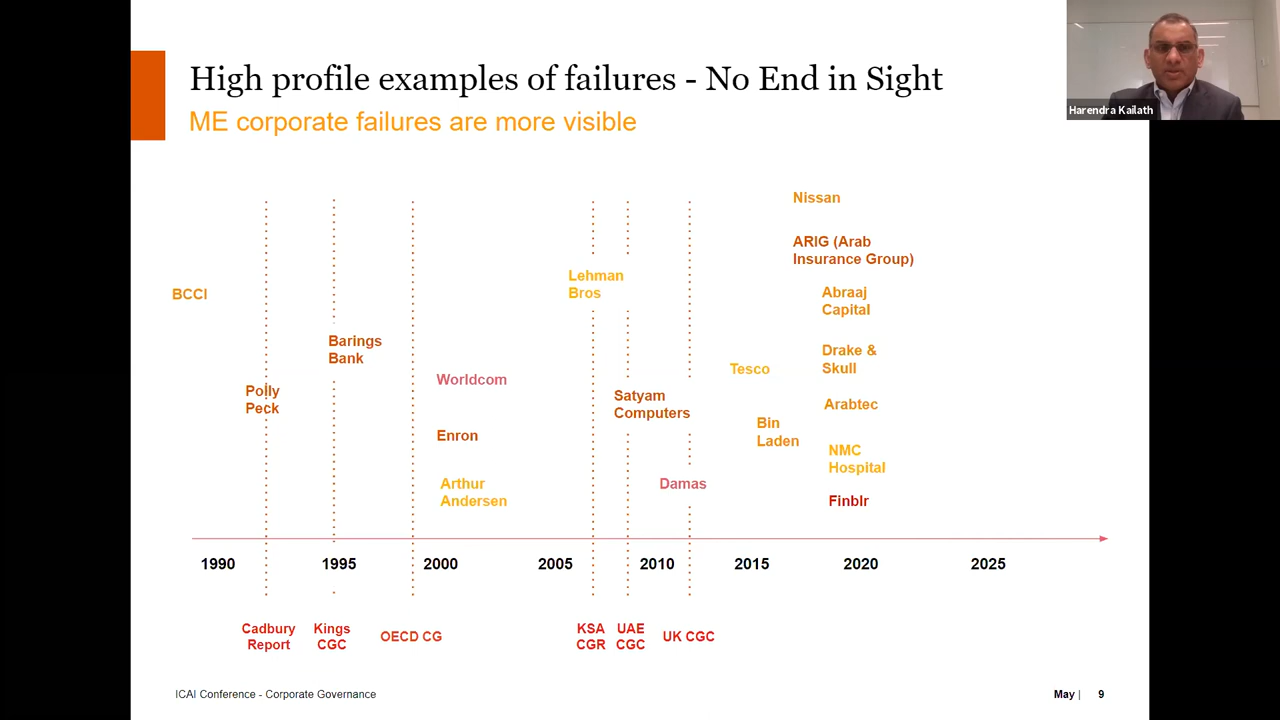 High profile examples of failures - No End in Sight
ME corporate failures are more visible
Harendra Kailath
Nissan
ARIG (Arab
Insurance Group)
Lehman
Bros
BCCI
Abraaj
Capital
Barings
Bank
Drake &
Skull
Worldcom
Tesco
Polly
Peck
Satyam
Computers
Arabtec
Enron
Bin
Laden
NMC
Hospital
Arthur
Andersen
Damas
Finblr
1990 1995 2000 2005 2010 2015 2020 2025
Cadbury
Report
Kings
CGC
OECD CG
KSA
CGR
UAE
CGC
UK CGC
ICAI Conference - Corporate Governance
May | 9